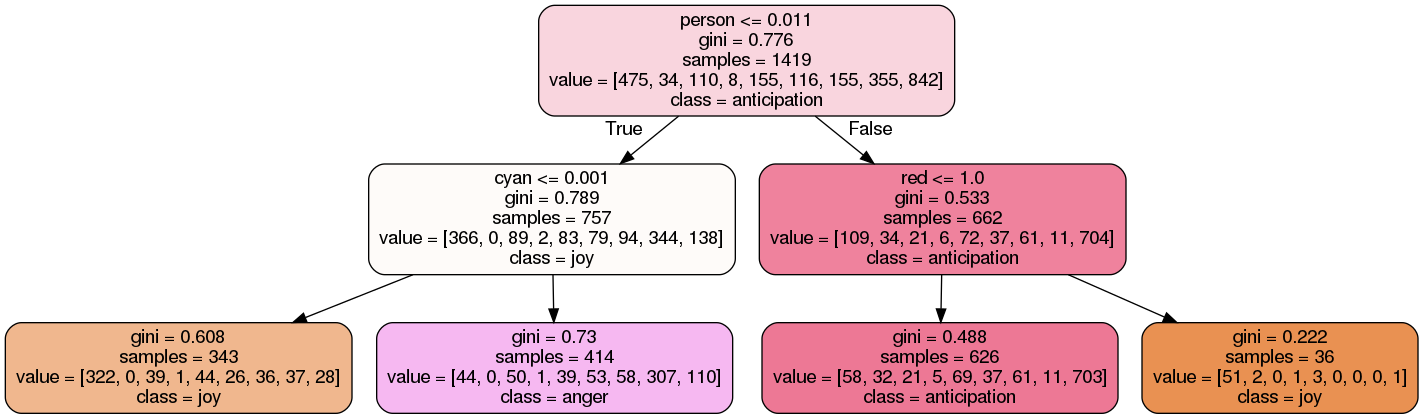 person <= 0.011
gini = 0.776
samples = 1419
value = [475, 34, 110, 8, 155, 116, 155, 355, 842]
class = anticipation
True
False
cyan <= 0.001
gini = 0.789
samples = 757
value = [366, 0, 89, 2, 83, 79, 94, 344, 138]
class = joy
red <= 1.0
gini = 0.533
samples = 662
value = [109, 34, 21, 6, 72, 37, 61, 11, 704]
class = anticipation
gini = 0.608
samples = 343
value = [322, 0, 39, 1, 44, 26, 36, 37, 28]
class = joy
gini = 0.73
samples = 414
value = [44, 0, 50, 1, 39, 53, 58, 307, 110]
class = anger
gini = 0.488
samples = 626
value = [58, 32, 21, 5, 69, 37, 61, 11, 703]
class = anticipation
gini = 0.222
samples = 36
value = [51, 2, 0, 1, 3, 0, 0, 0, 1]
class = joy